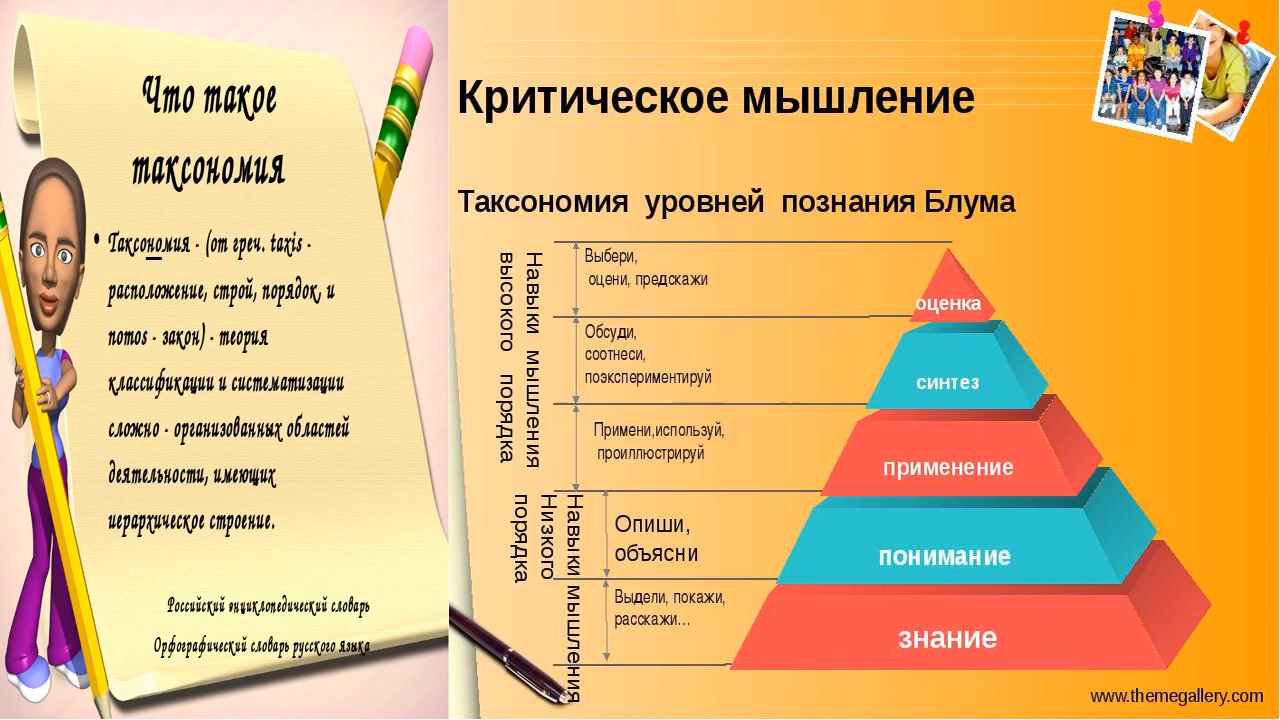 Что такое
таксономия
• Таксономия - (от греч. taxis -
расположение, строй, порядок, и
nomos - закон) - теория
классификации и систематизации
сложно - организованных областей
деятельности, имеющих
иерархическое строение.
Российский энциклопедический словарь
Орфографический словарь русского языка
Критическое мышление
Таксономия уровней познания Блума
Навыки мышления
высокого порядка
Выбери,
оцени, предскажи
оценка
Обсуди,
соотнеси,
поэкспериментируй
синтез
Примени,используй,
проиллюстрируй
применение
Навыки мышления
Низкого
порядка
Опиши,
объясни
понимание
Выдели, покажи,
расскажи…
знание
www.themegallery.com